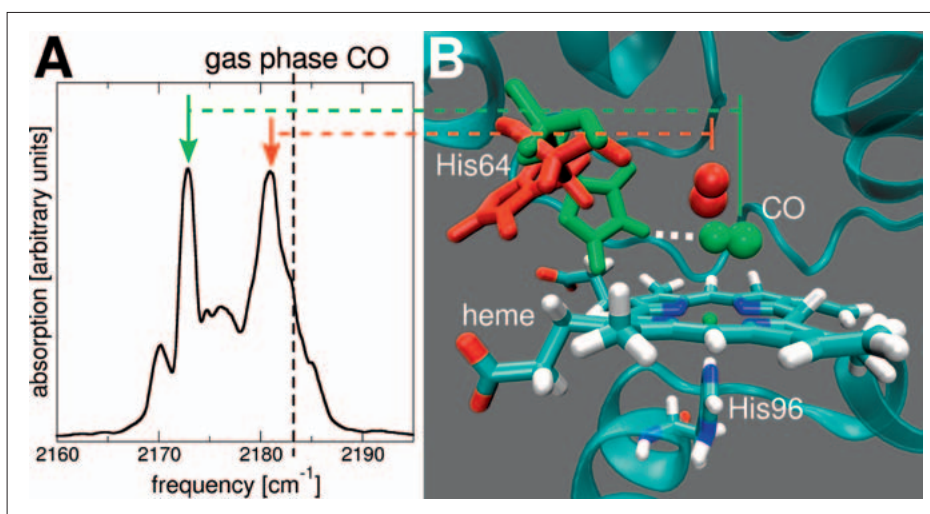 A
gas phase CO
absorption [arbitrary units]
2160 2170 2180 2190
frequency [cm⁻¹]
B
His64
CO
heme
His96